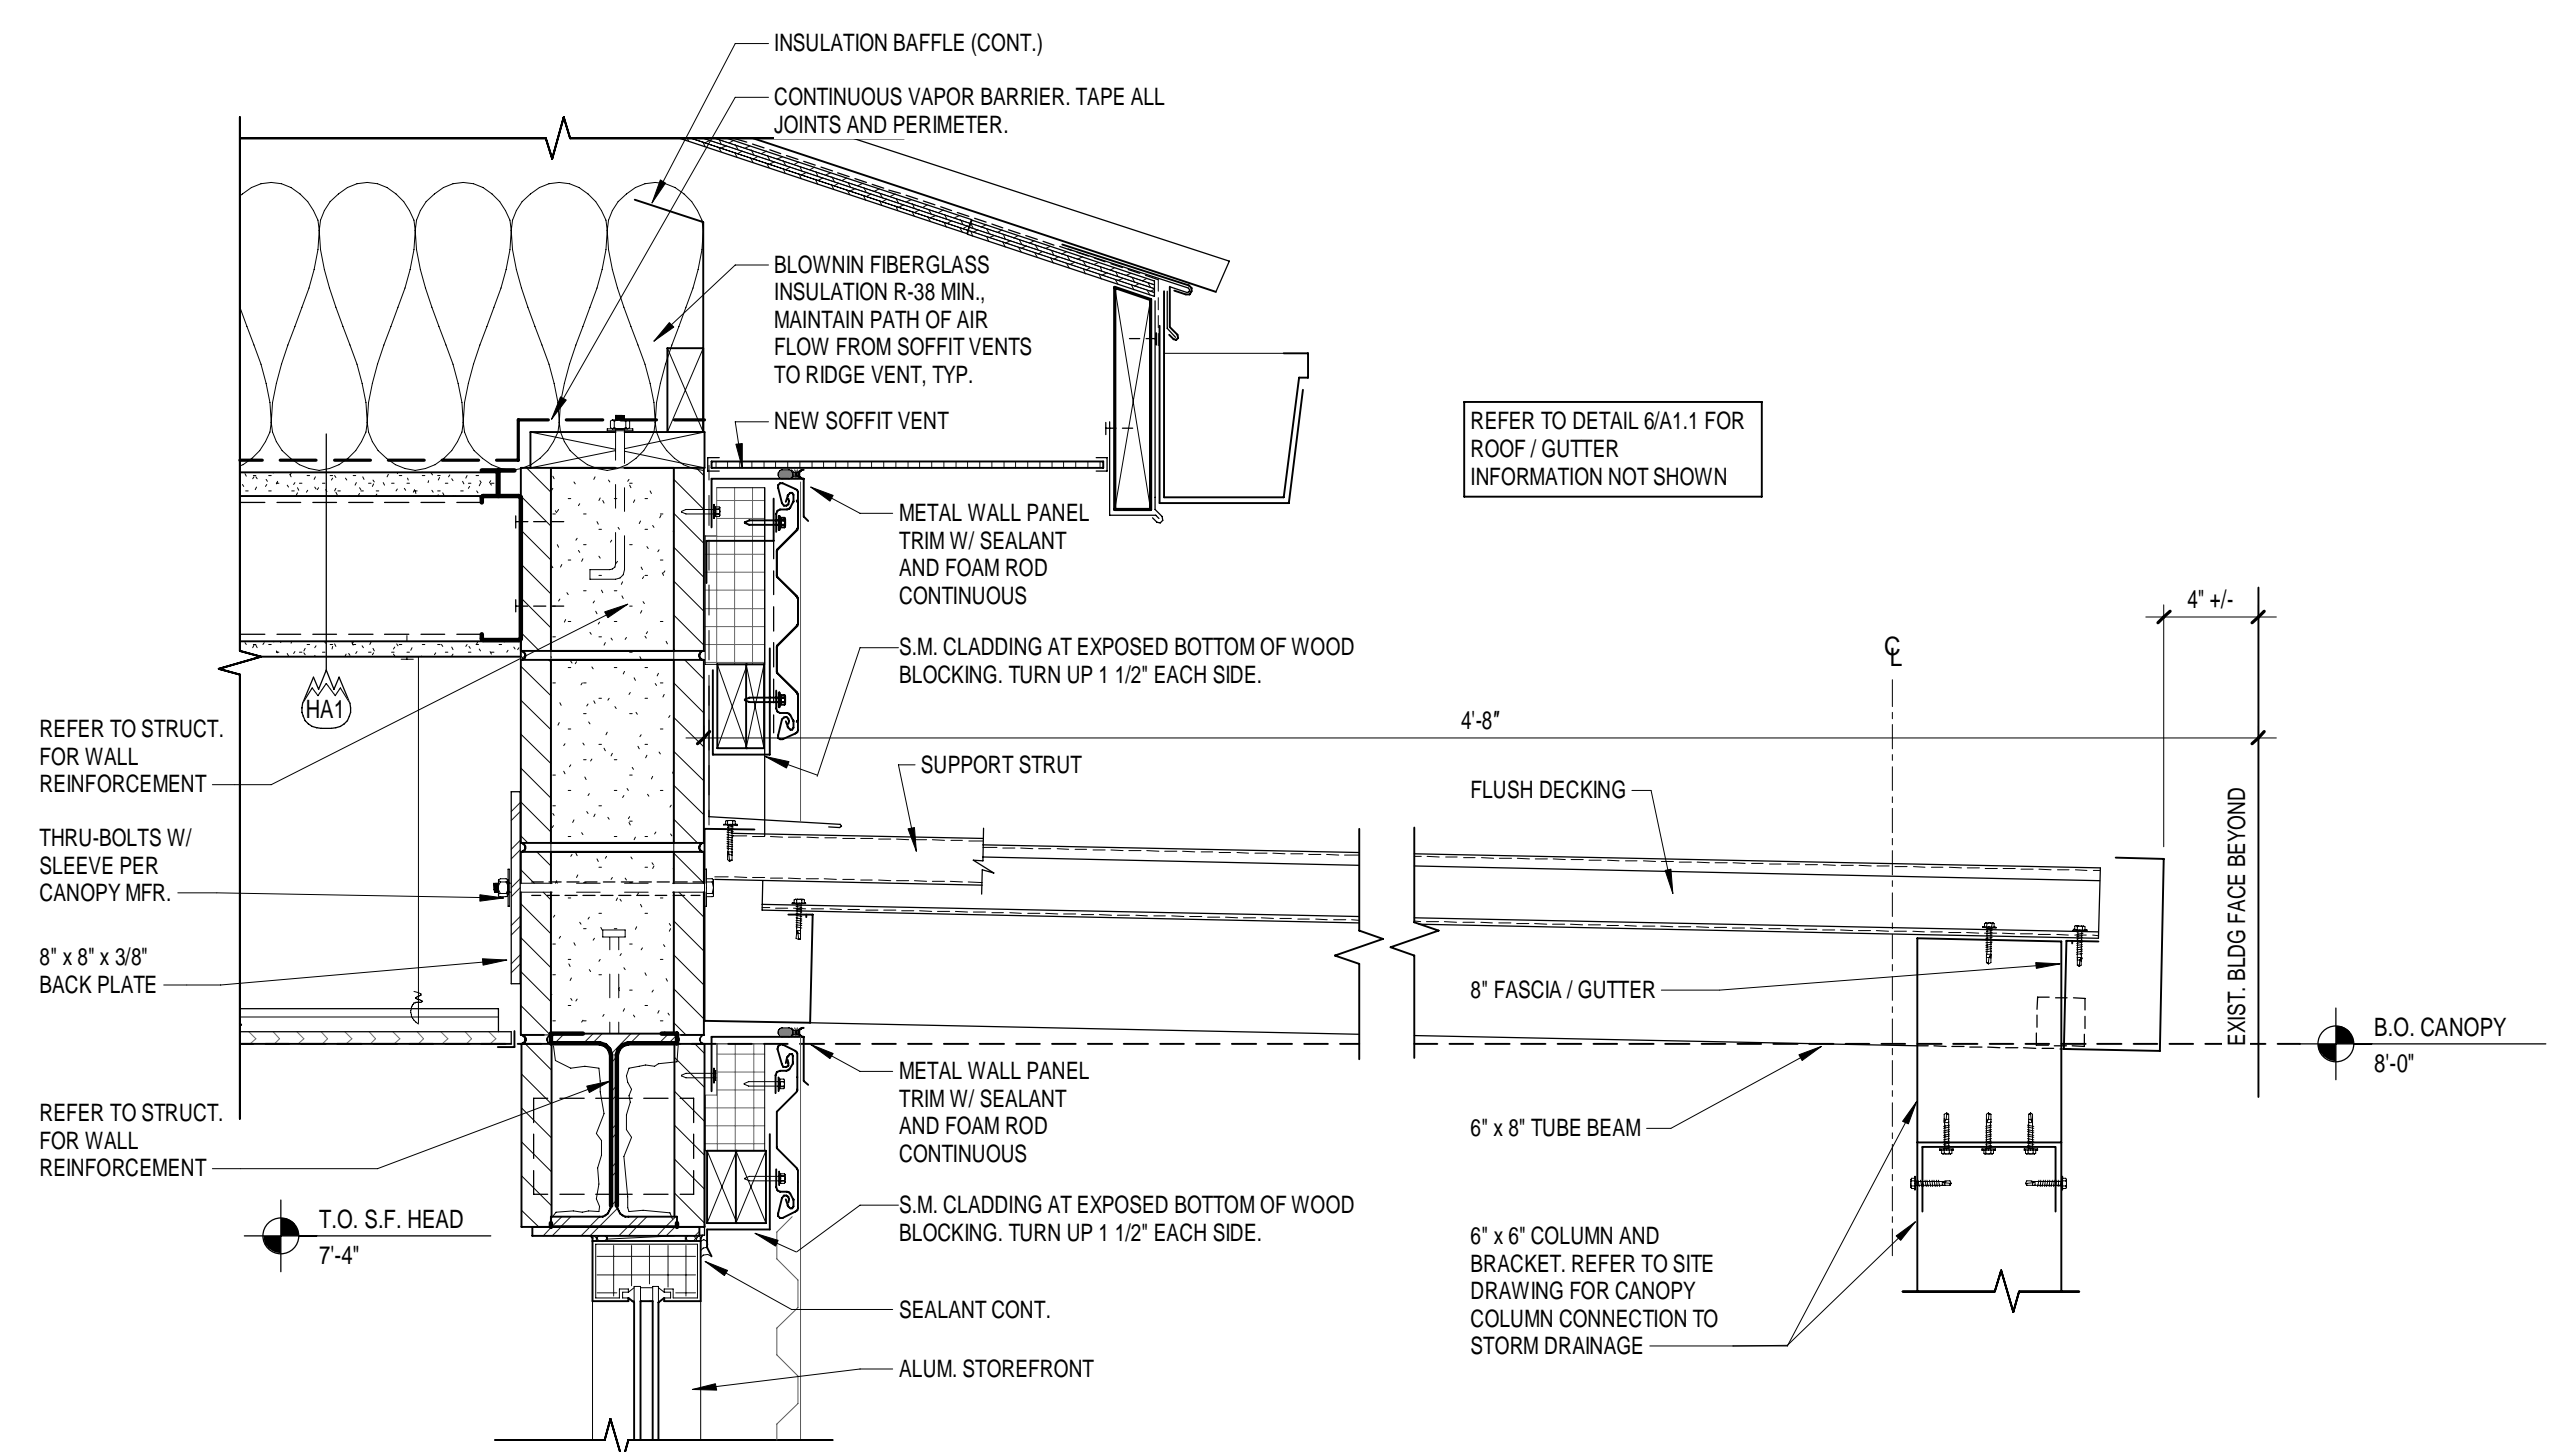 INSULATION BAFFLE (CONT.)
CONTINUOUS VAPOR BARRIER. TAPE ALL
JOINTS AND PERIMETER.
BLOWNIN FIBERGLASS
INSULATION R-38 MIN.,
MAINTAIN PATH OF AIR
FLOW FROM SOFFIT VENTS
TO RIDGE VENT, TYP.
NEW SOFFIT VENT
REFER TO DETAIL 6/A1.1 FOR
ROOF / GUTTER
INFORMATION NOT SHOWN
METAL WALL PANEL
TRIM W/ SEALANT
AND FOAM ROD
CONTINUOUS
4" +/-
S.M. CLADDING AT EXPOSED BOTTOM OF WOOD
BLOCKING. TURN UP 1 1/2" EACH SIDE.
CL
HA1
4'-8"
REFER TO STRUCT.
FOR WALL
REINFORCEMENT
SUPPORT STRUT
FLUSH DECKING
THRU-BOLTS W/
SLEEVE PER
CANOPY MFR.
EXIST. BLDG FACE BEYOND
8" x 8" x 3/8"
BACK PLATE
8" FASCIA / GUTTER
B.O. CANOPY
8'-0"
METAL WALL PANEL
TRIM W/ SEALANT
AND FOAM ROD
CONTINUOUS
6" x 8" TUBE BEAM
REFER TO STRUCT.
FOR WALL
REINFORCEMENT
T.O. S.F. HEAD
7'-4"
S.M. CLADDING AT EXPOSED BOTTOM OF WOOD
BLOCKING. TURN UP 1 1/2" EACH SIDE.
6" x 6" COLUMN AND
BRACKET. REFER TO SITE
DRAWING FOR CANOPY
COLUMN CONNECTION TO
STORM DRAINAGE
SEALANT CONT.
ALUM. STOREFRONT